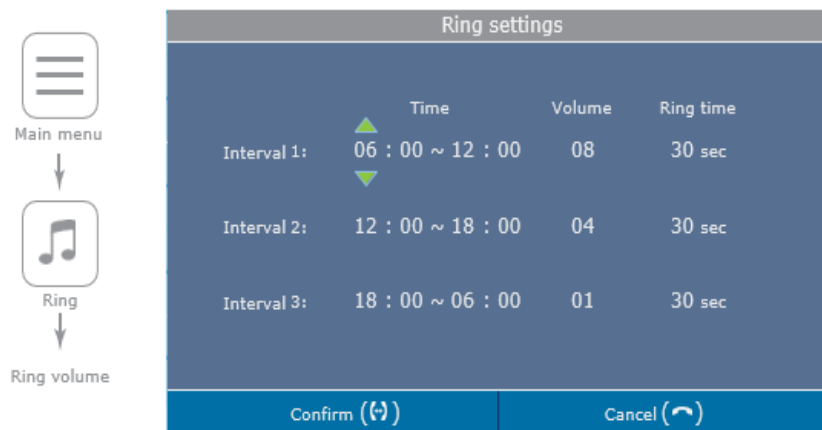 Ring settings
Main menu
Ring
Ring volume
Time Volume Ring time
Interval 1: 06 : 00 ~ 12 : 00 08 30 sec
Interval 2: 12 : 00 ~ 18 : 00 04 30 sec
Interval 3: 18 : 00 ~ 06 : 00 01 30 sec
Confirm ( )
Cancel ( )